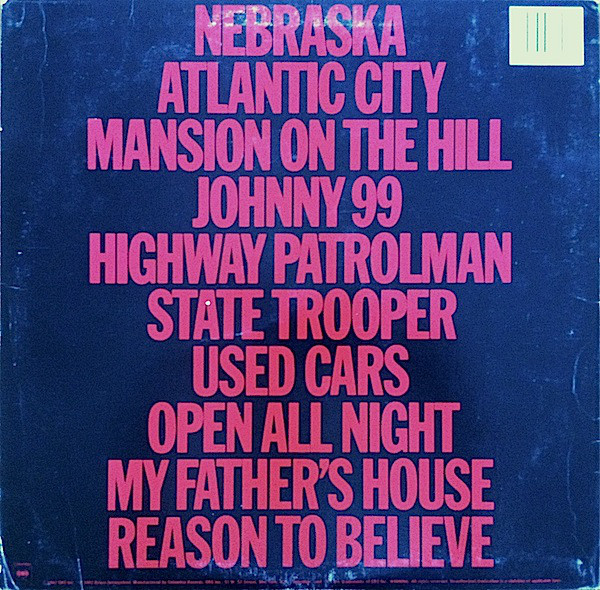 NEBRASKA
ATLANTIC CITY
MANSION ON THE HILL
JOHNNY 99
HIGHWAY PATROLMAN
STATE TROOPER
USED CARS
OPEN ALL NIGHT
MY FATHER'S HOUSE
REASON TO BELIEVE